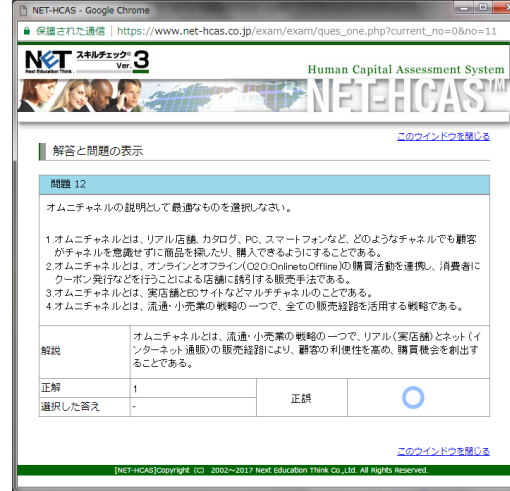 NET-HCAS - Google Chrome
保護された通信 | https://www.net-hcas.co.jp/exam/exam/ques_one.php?current_no=0&no=11
NET スキルチェック® Ver.3
Next Education Think.
Human Capital Assessment System
NET-HCAS™
このウインドウを閉じる
解答と問題の表示
問題 12
オムニチャネルの説明として最適なものを選択しなさい。
1.オムニチャネルとは、リアル店舗、カタログ、PC、スマートフォンなど、どのようなチャネルでも顧客
がチャネルを意識せずに商品を探したり、購入できるようにすることである。
2.オムニチャネルとは、オンラインとオフライン(O2O:OnlinetoOffline)の購買活動を連携し、消費者に
クーポン発行などを行うことによる店舗に誘引する販売手法である。
3.オムニチャネルとは、実店舗とECサイトなどマルチチャネルのことである。
4.オムニチャネルとは、流通・小売業の戦略の一つで、全ての販売経路を活用する戦略である。
解説
オムニチャネルとは、流通・小売業の戦略の一つで、リアル(実店舗)とネット(イ
ンターネット通販)の販売経路により、顧客の利便性を高め、購買機会を創出す
ることである。
正解 1
正誤 ○
選択した答え -
このウインドウを閉じる
[NET-HCAS]Copyright (C) 2002～2017 Next Education Think Co.,Ltd. All Rights Reserved.